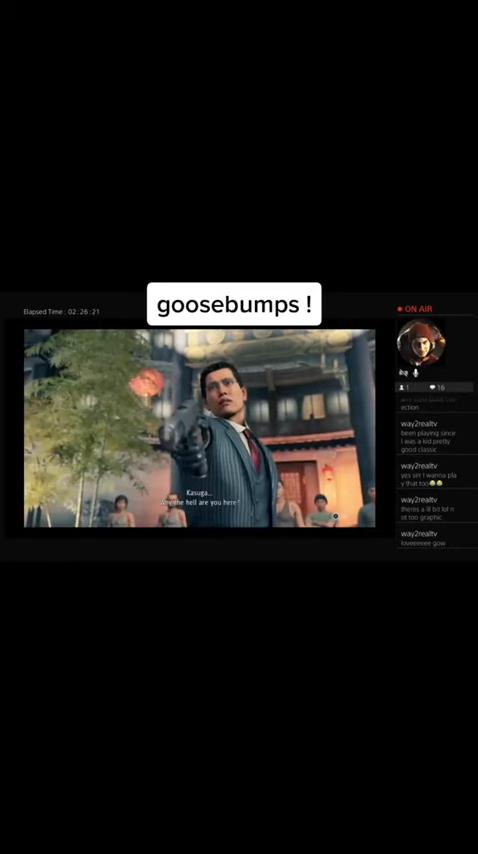 goosebumps !
Elapsed Time : 02:26:21
ON AIR
1
16
ection
way2realtv
been playing since
I was a kid pretty
good classic
way2realtv
yes sir I wanna pla
y that too😂😂
way2realtv
theres a lil bit lol n
ot too graphic
way2realtv
loveeeeee gow
Kasuga...
Why the hell are you here?